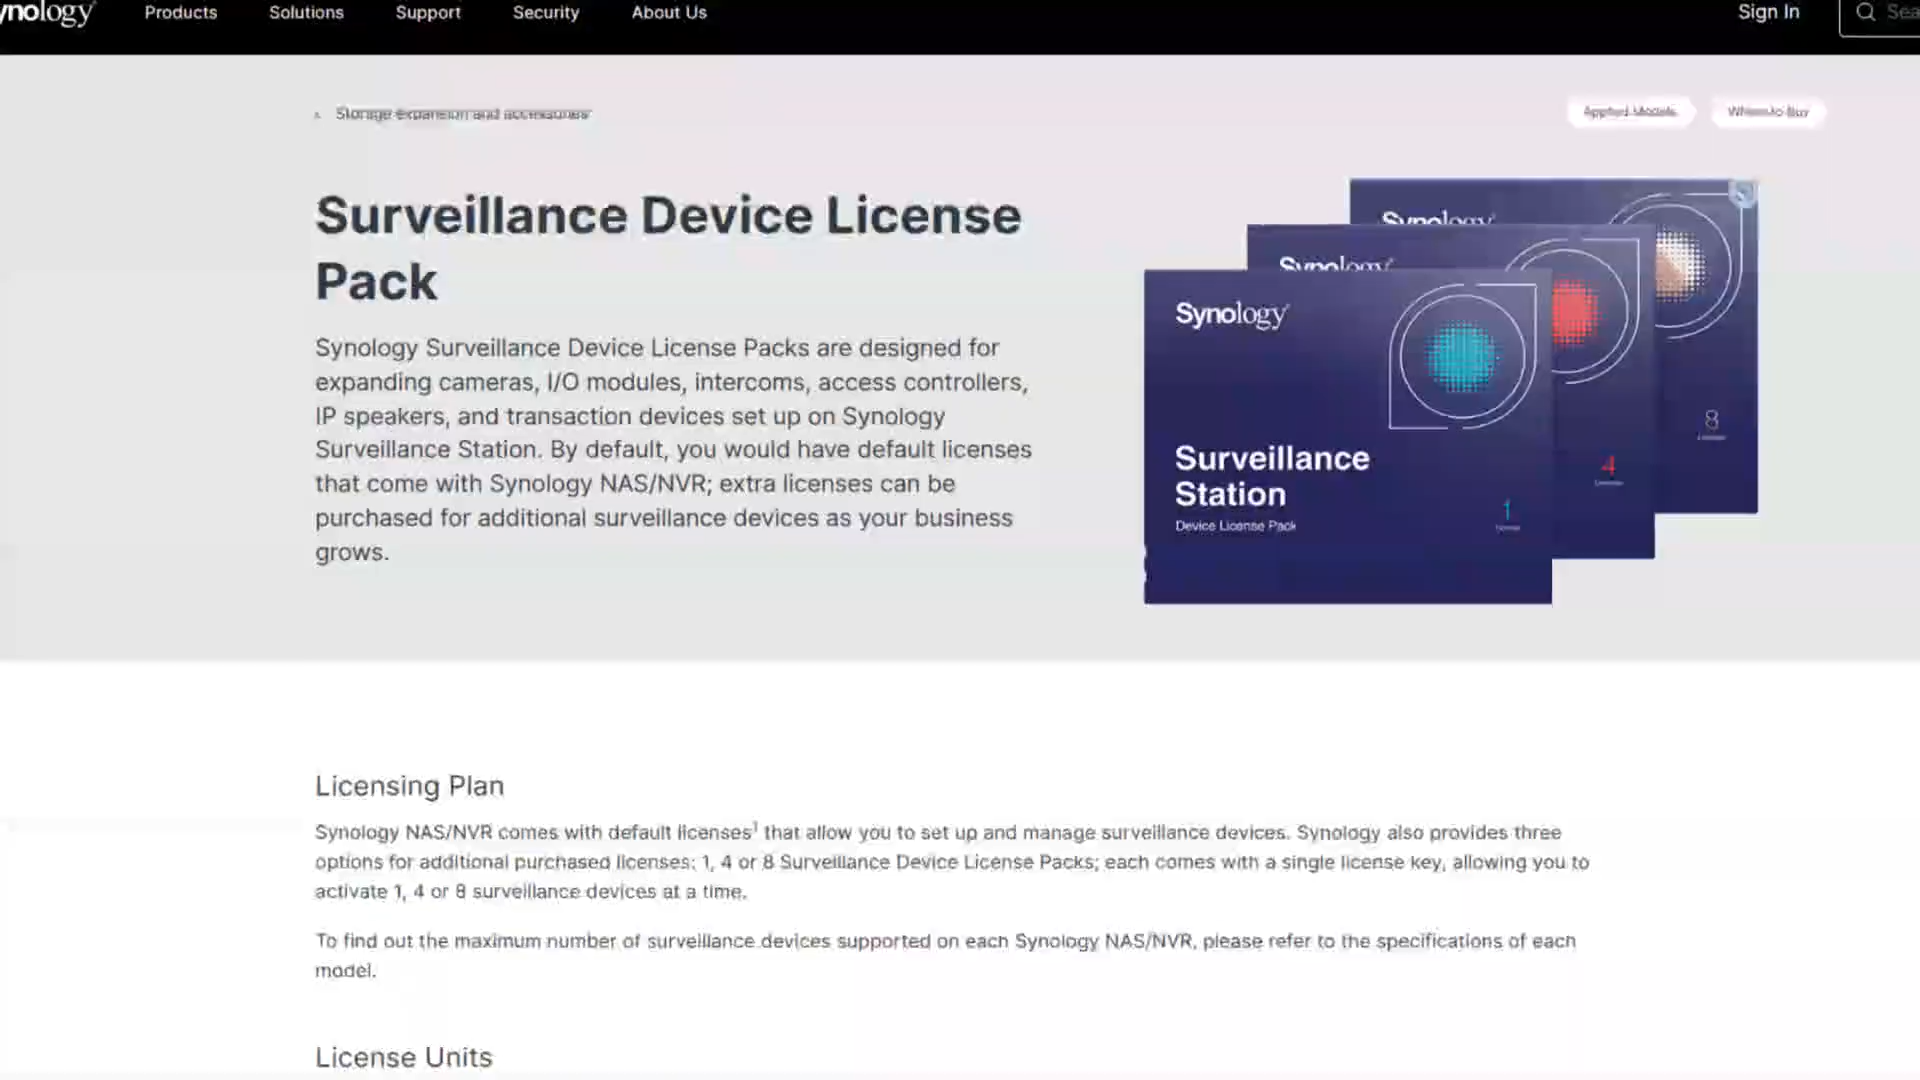 ynology Products Solutions Support Security About Us Sign In Sea
Storage expansion and accessories
Applied Models Where to Buy
Surveillance Device License
Pack
Synology Surveillance Device License Packs are designed for
expanding cameras, I/O modules, intercoms, access controllers,
IP speakers, and transaction devices set up on Synology
Surveillance Station. By default, you would have default licenses
that come with Synology NAS/NVR; extra licenses can be
purchased for additional surveillance devices as your business
grows.
Synology
Synology
8
Synology
4
Surveillance
Station
Device License Pack
1
Licensing Plan
Synology NAS/NVR comes with default licenses1 that allow you to set up and manage surveillance devices. Synology also provides three
options for additional purchased licenses: 1, 4 or 8 Surveillance Device License Packs; each comes with a single license key, allowing you to
activate 1, 4 or 8 surveillance devices at a time.
To find out the maximum number of surveillance devices supported on each Synology NAS/NVR, please refer to the specifications of each
model.
License Units